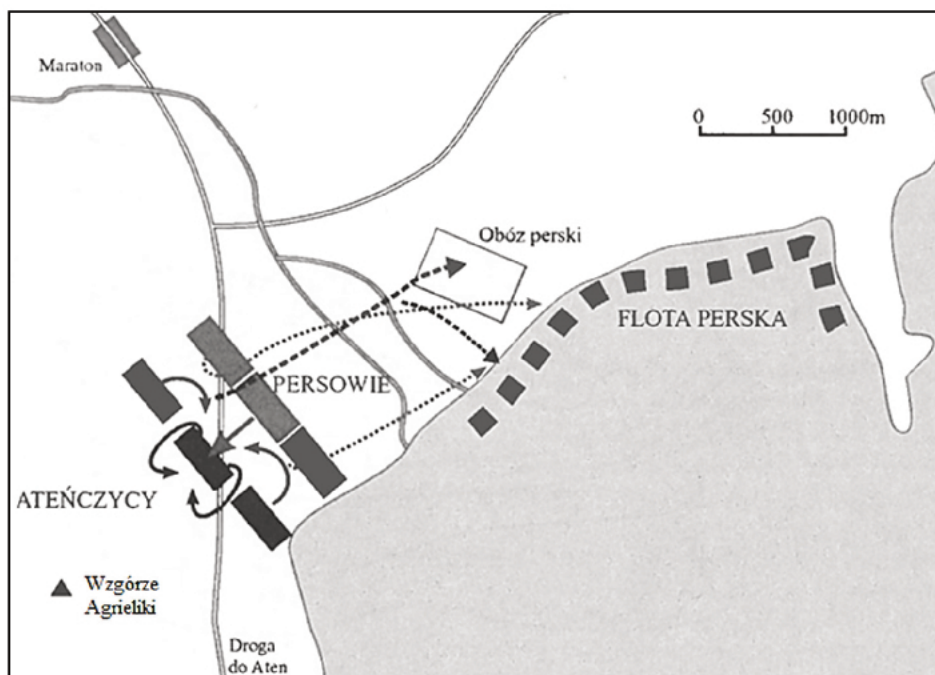 Maraton
0 500 1000m
Obóz perski
FLOTA PERSKA
PERSOWIE
ATEŃCZYCY
Wzgórze
Agrieliki
Droga
do Aten